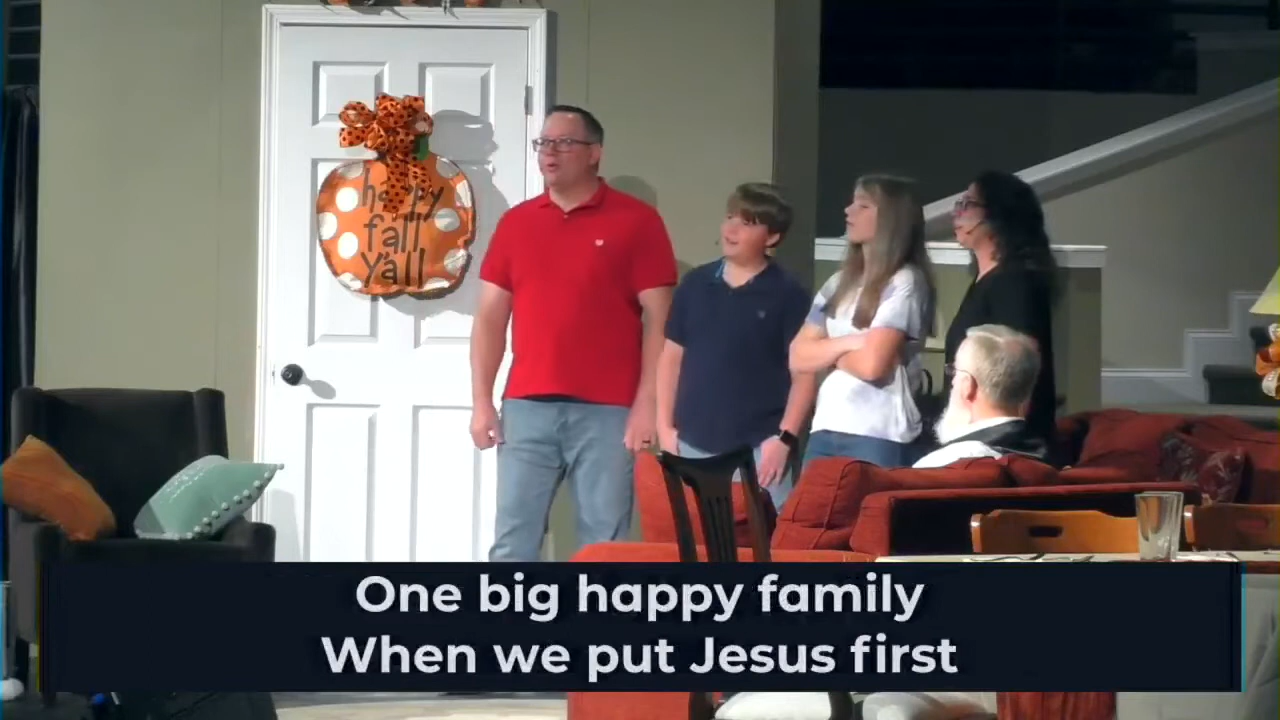 happy
fall
y'all
One big happy family
When we put Jesus first